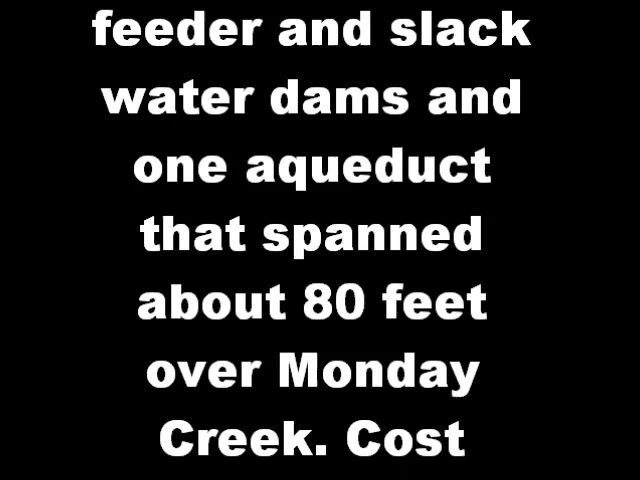 feeder and slack
water dams and
one aqueduct
that spanned
about 80 feet
over Monday
Creek. Cost